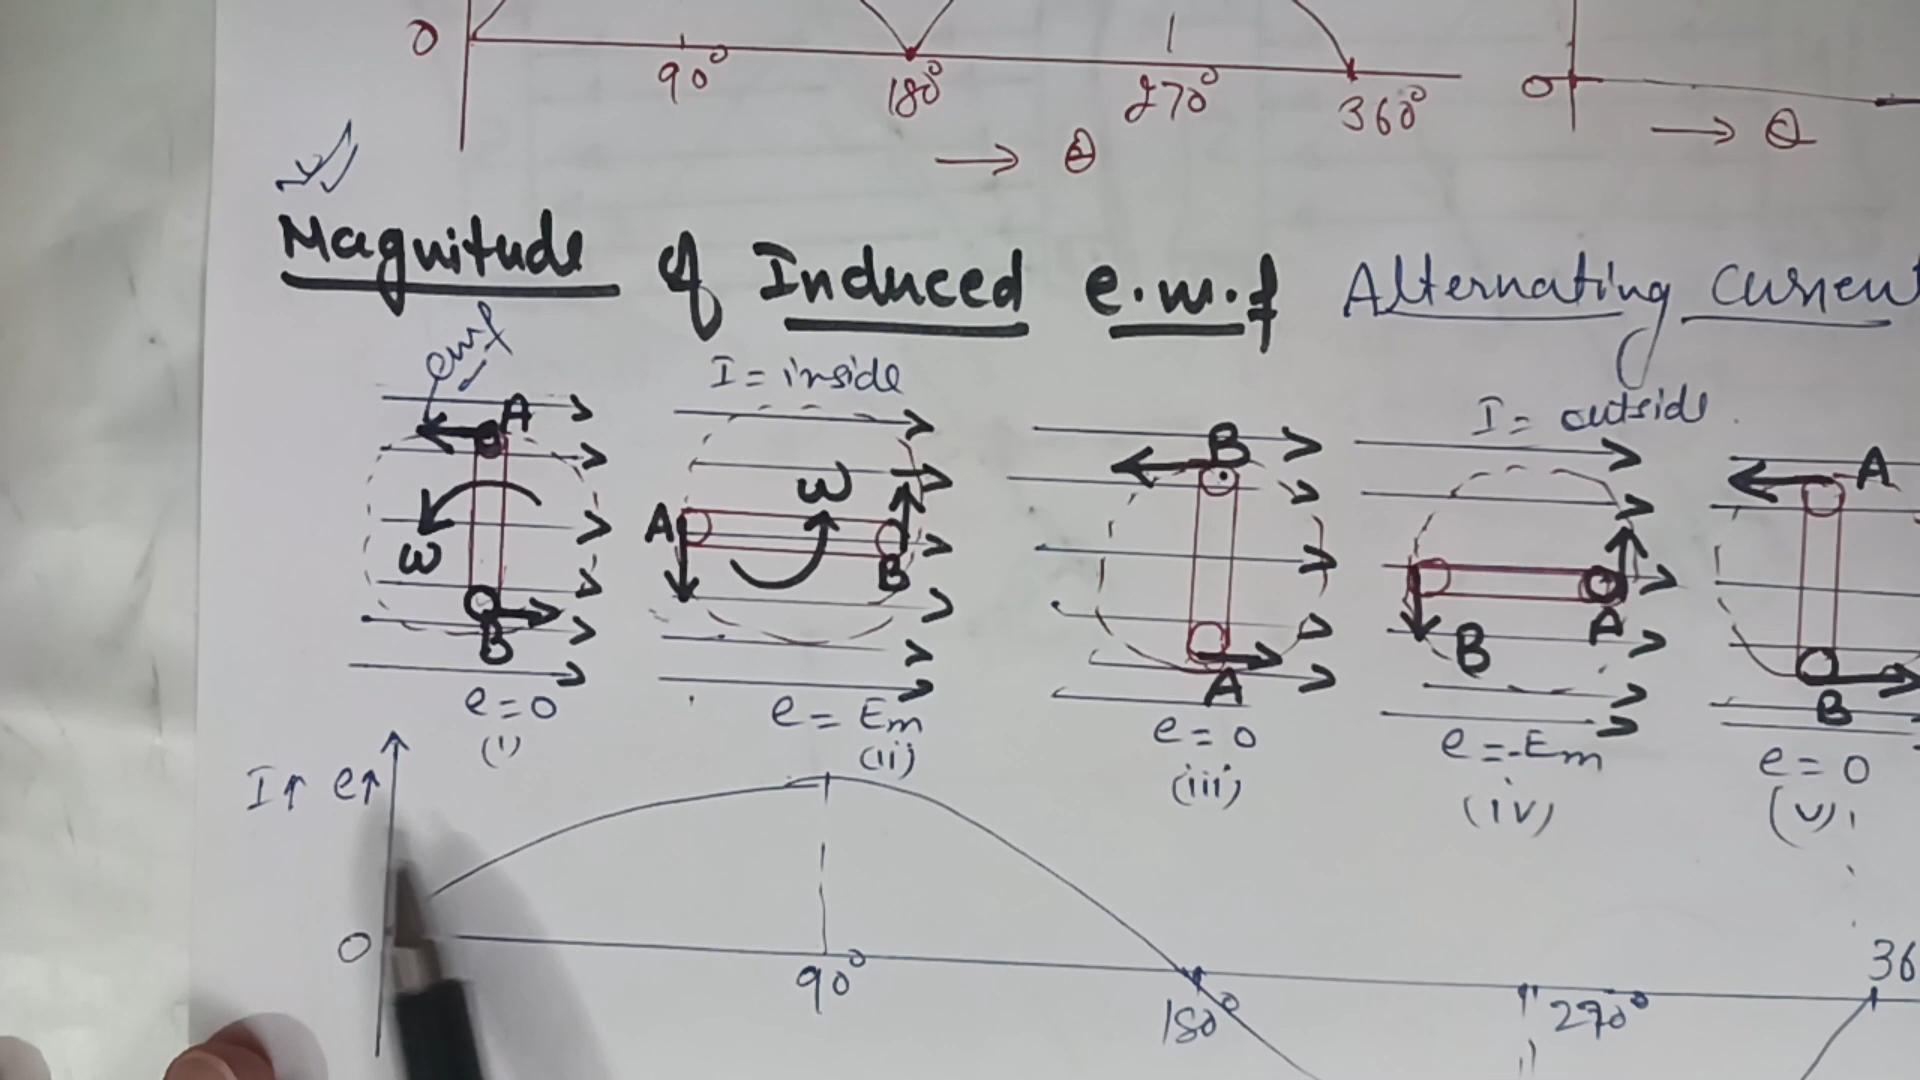 0 90° 180° 270° 360° 0
→ θ → θ
Magnitude of Induced e.m.f Alternating Current
emf I = inside I = outside
A B A
ω A ω B B A
B A B
e = 0 e = Em e = 0 e = -Em e = 0
(i) (ii) (iii) (iv) (v)
I↑ e↑
0 90° 180° 270° 36